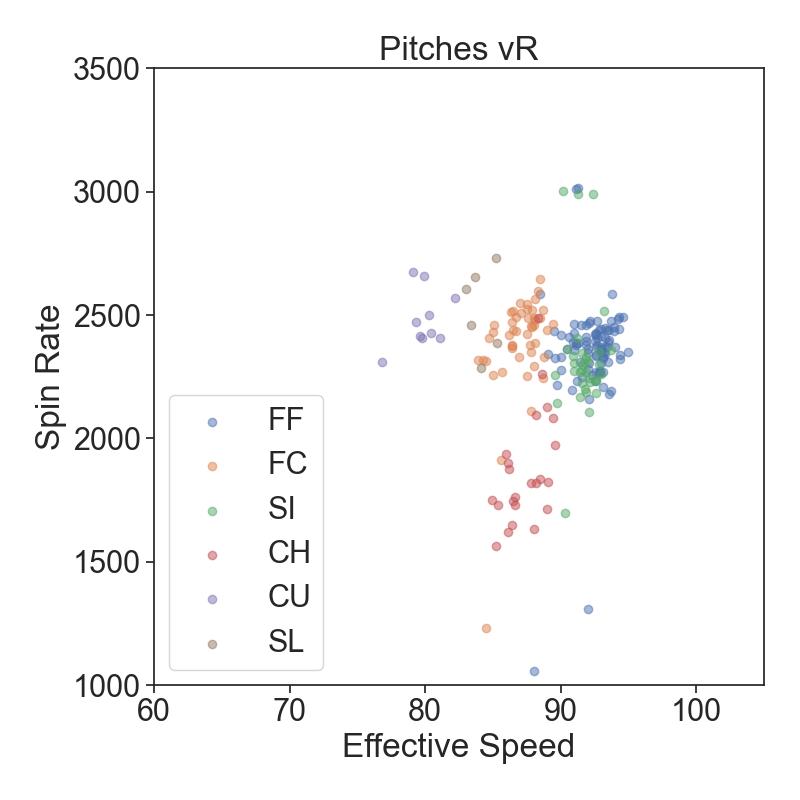 Pitches vR
3500
3000
2500
2000
1500
1000
Spin Rate
FF
FC
SI
CH
CU
SL
60 70 80 90 100
Effective Speed